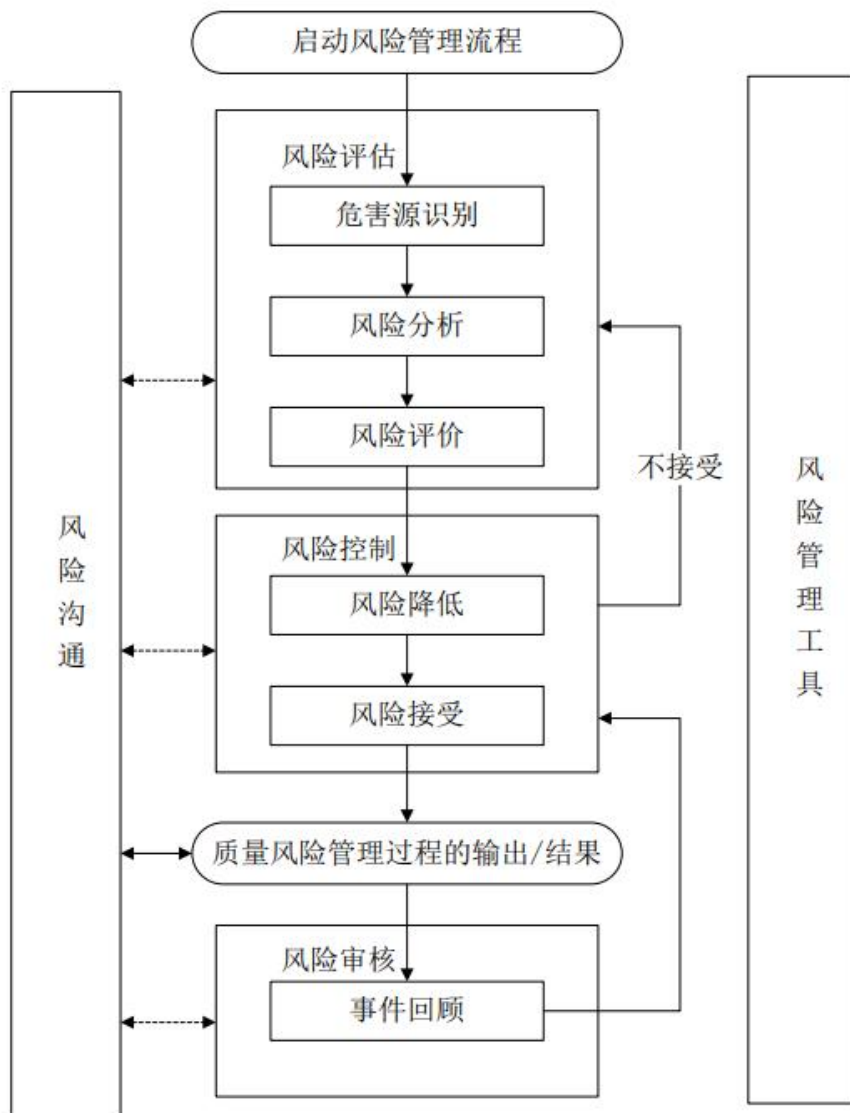 启动风险管理流程
风险评估
危害源识别
风险分析
风险评价
不接受
风险沟通
风险管理工具
风险控制
风险降低
风险接受
质量风险管理过程的输出/结果
风险审核
事件回顾